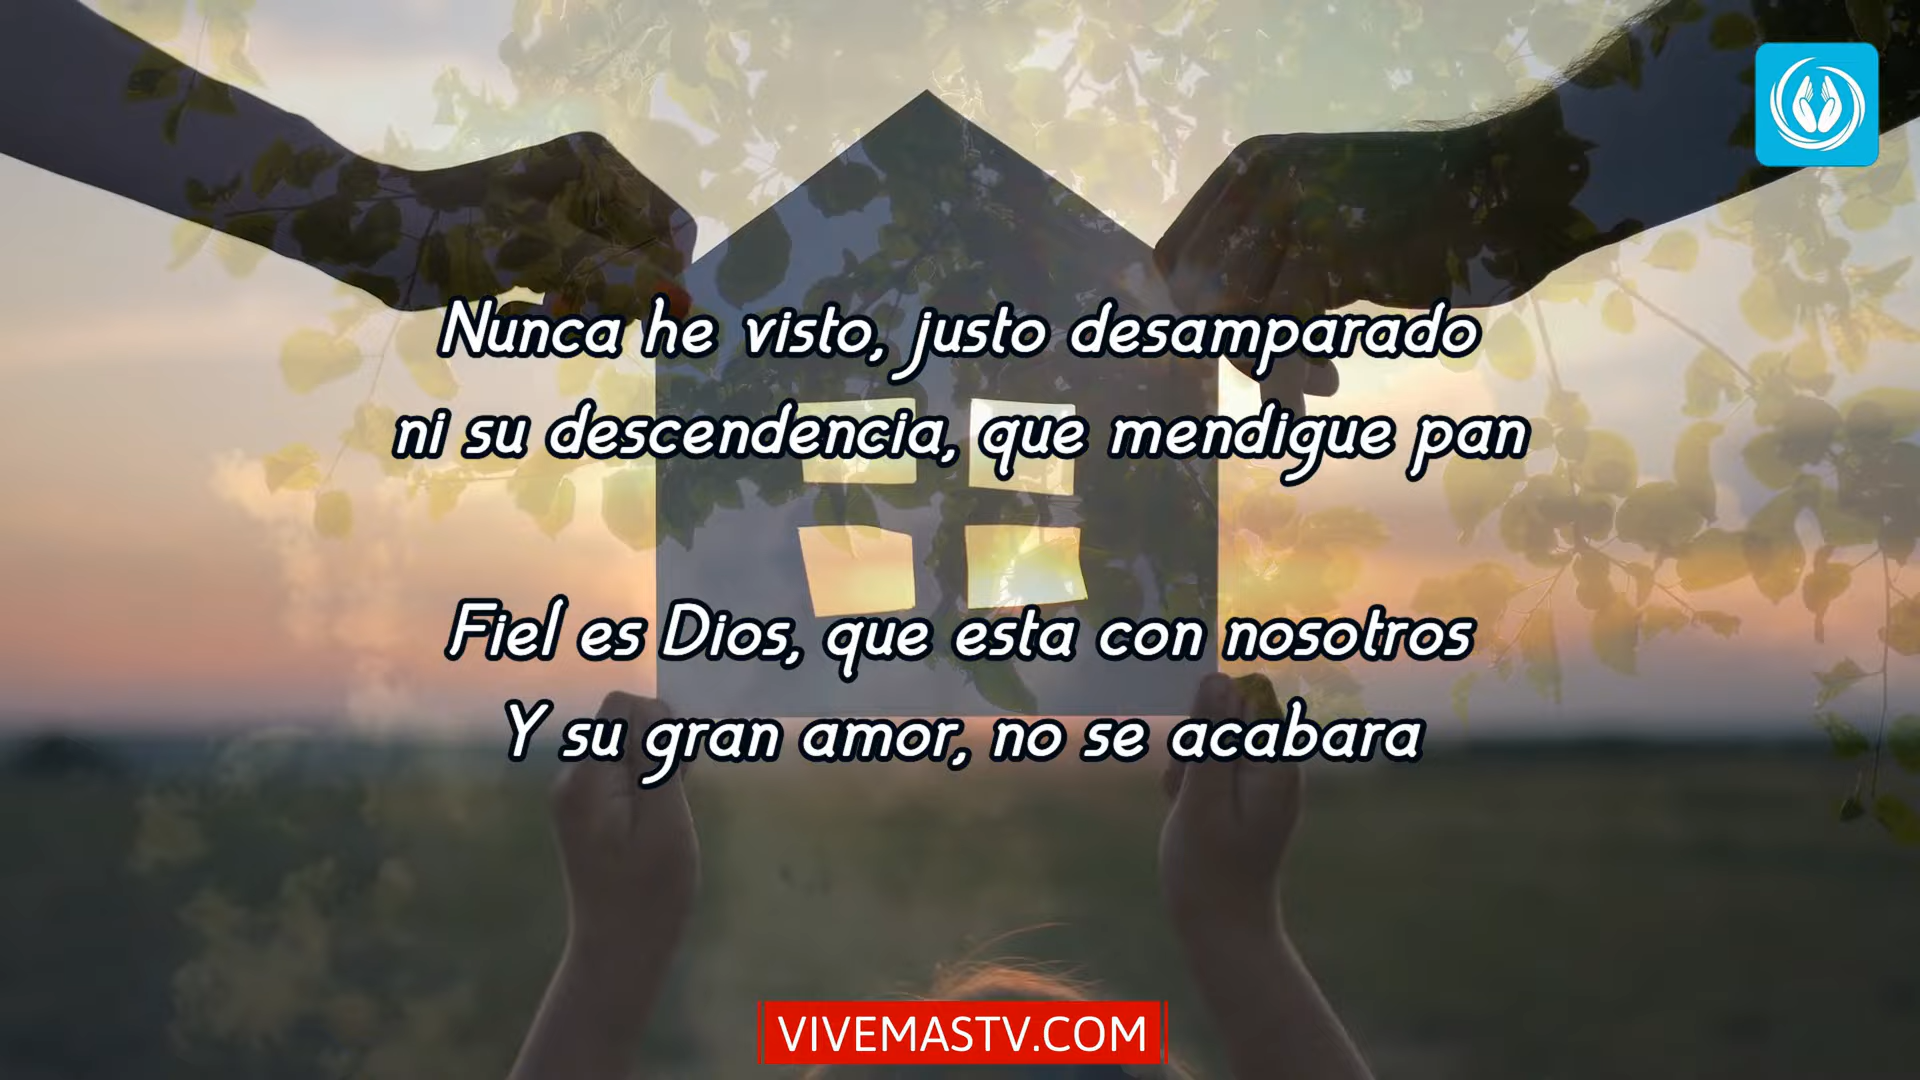 Nunca he visto, justo desamparado
ni su descendencia, que mendigue pan
Fiel es Dios, que esta con nosotros
Y su gran amor, no se acabara
VIVEMASTV.COM